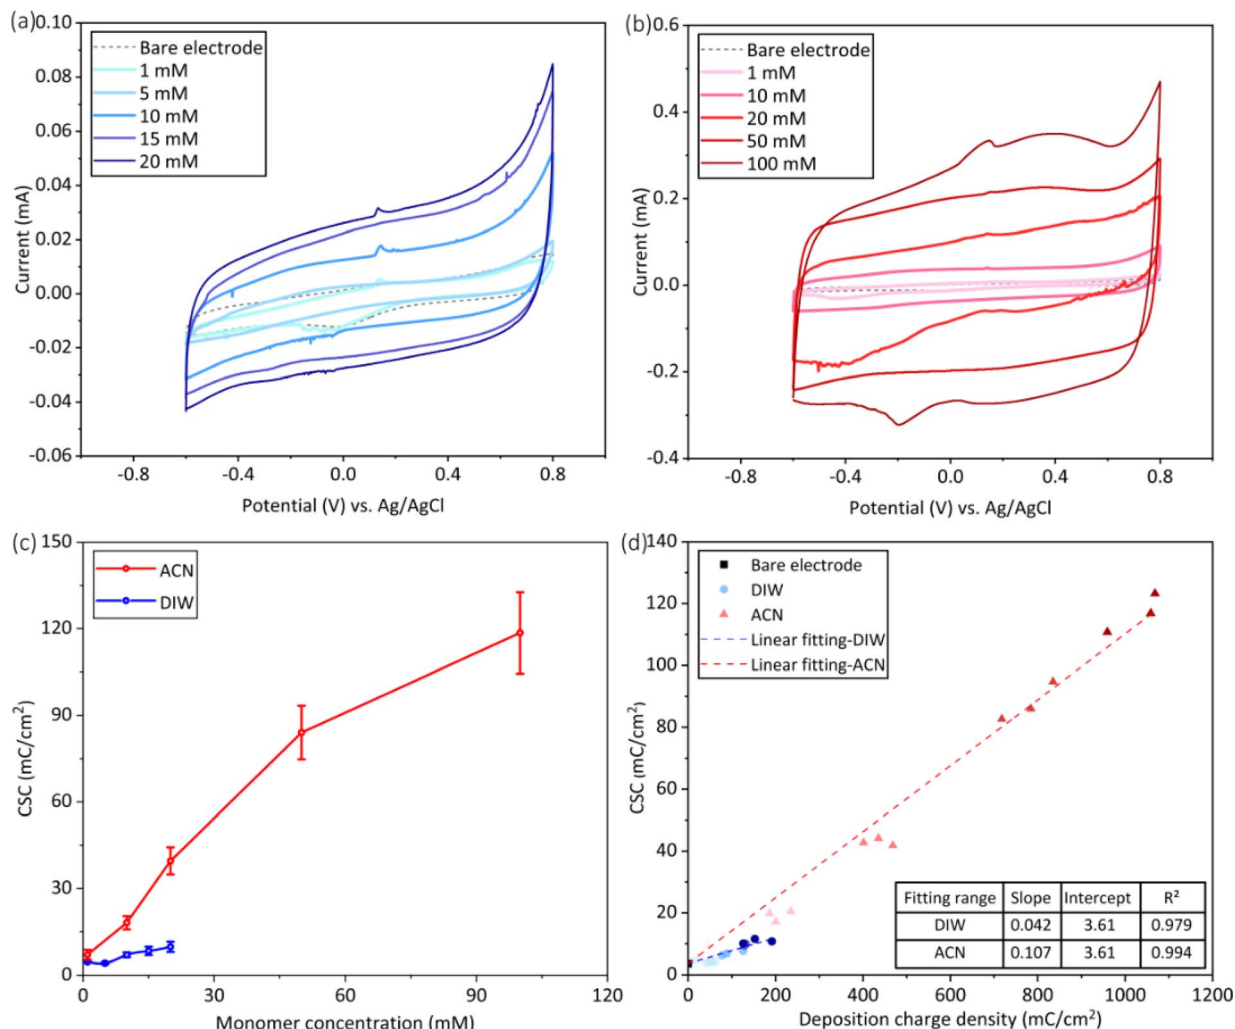 (a)
0.10
0.08
0.06
0.04
0.02
0.00
-0.02
-0.04
-0.06
Current (mA)
Bare electrode
1 mM
5 mM
10 mM
15 mM
20 mM
-0.8
-0.4
0.0
0.4
0.8
Potential (V) vs. Ag/AgCl
(b)
0.6
0.4
0.2
0.0
-0.2
-0.4
Current (mA)
Bare electrode
1 mM
10 mM
20 mM
50 mM
100 mM
-0.8
-0.4
0.0
0.4
0.8
Potential (V) vs. Ag/AgCl
(c)
150
120
90
60
30
0
CSC (mC/cm²)
ACN
DIW
0
30
60
90
120
Monomer concentration (mM)
(d)
140
120
100
80
60
40
20
0
CSC (mC/cm²)
Bare electrode
DIW
ACN
Linear fitting-DIW
Linear fitting-ACN
Fitting range Slope Intercept R²
DIW 0.042 3.61 0.979
ACN 0.107 3.61 0.994
0
200
400
600
800
1000
1200
Deposition charge density (mC/cm²)